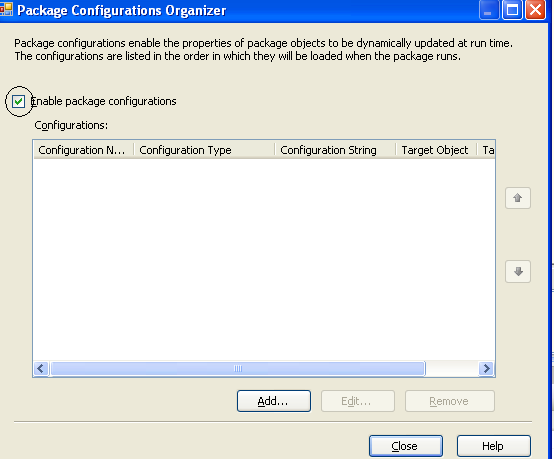 Package Configurations Organizer
Package configurations enable the properties of package objects to be dynamically updated at run time.
The configurations are listed in the order in which they will be loaded when the package runs.
Enable package configurations
Configurations:
Configuration N... Configuration Type Configuration String Target Object Ta
Add... Edit... Remove
Close Help